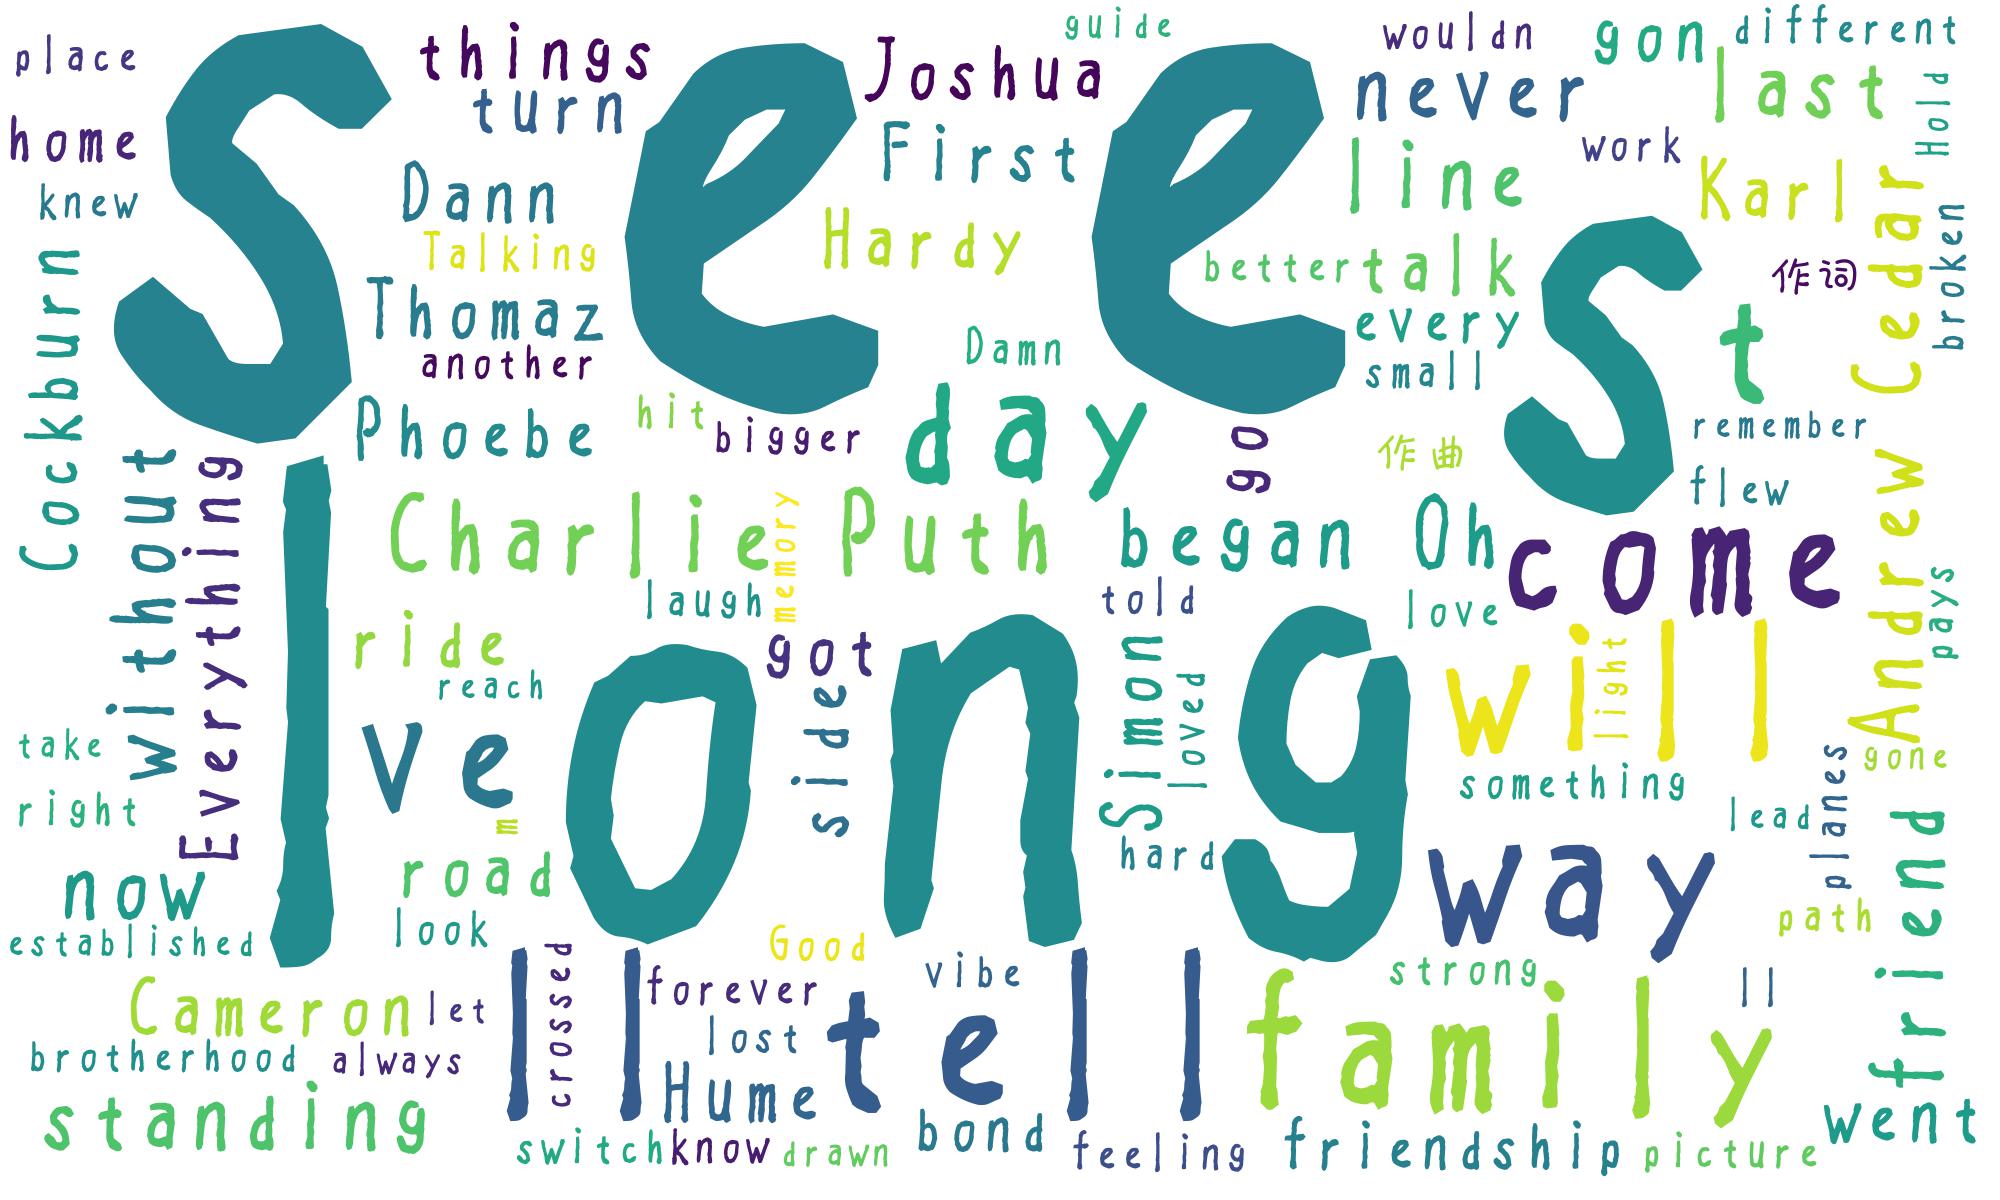 place
things
Joshua
guide
wouldn
gon
different
home
turn
See
First
never
last
Hold
knew
Dann
Hardy
line
work
Karl
Cockburn
Talking
better
talk
s
作词
Cedar
broken
Thomaz
another
Damn
every
small
t
without
Everything
Phoebe
hit
bigger
day
go
作曲
remember
flew
Charlie Puth
memory
began
Oh
come
Andrew
laugh
told
love
pays
long
ride
reach
got
side
Simon
loved
will
light
take
ve
m
something
gone
right
road
hard
way
lead
planes
now
look
path
friend
established
crossed
Good
vibe
strong
ll
Cameron
let
ll
forever
lost
tell
family
brotherhood
always
Hume
standing
switch
know
drawn
bond
feeling
friendship
picture
went